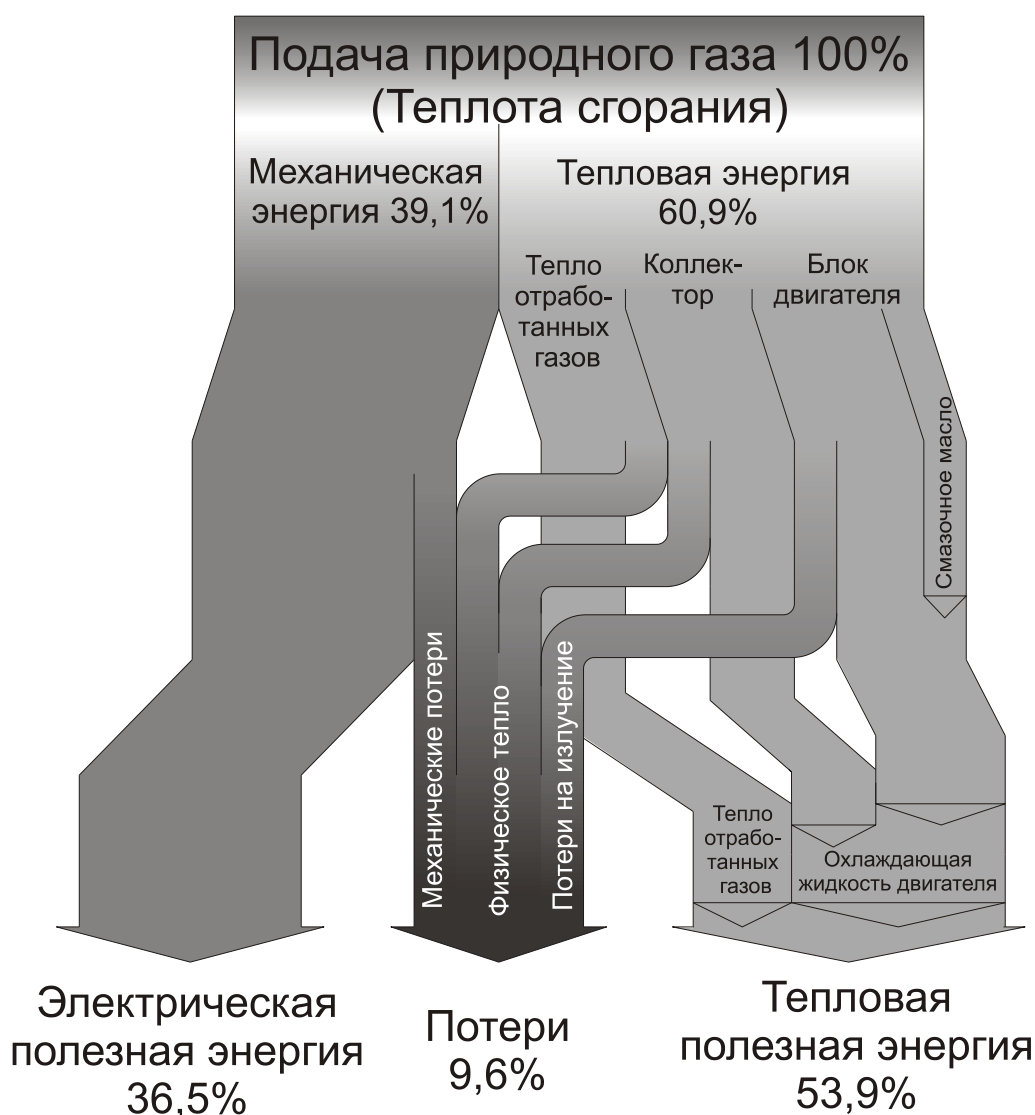 Подача природного газа 100%
(Теплота сгорания)
Механическая
энергия 39,1%
Тепловая энергия
60,9%
Тепло
отрабо-
танных
газов
Коллек-
тор
Блок
двигателя
Смазочное масло
Механические потери
Физическое тепло
Потери на излучение
Тепло
отрабо-
танных
газов
Охлаждающая
жидкость двигателя
Электрическая
полезная энергия
36,5%
Потери
9,6%
Тепловая
полезная энергия
53,9%